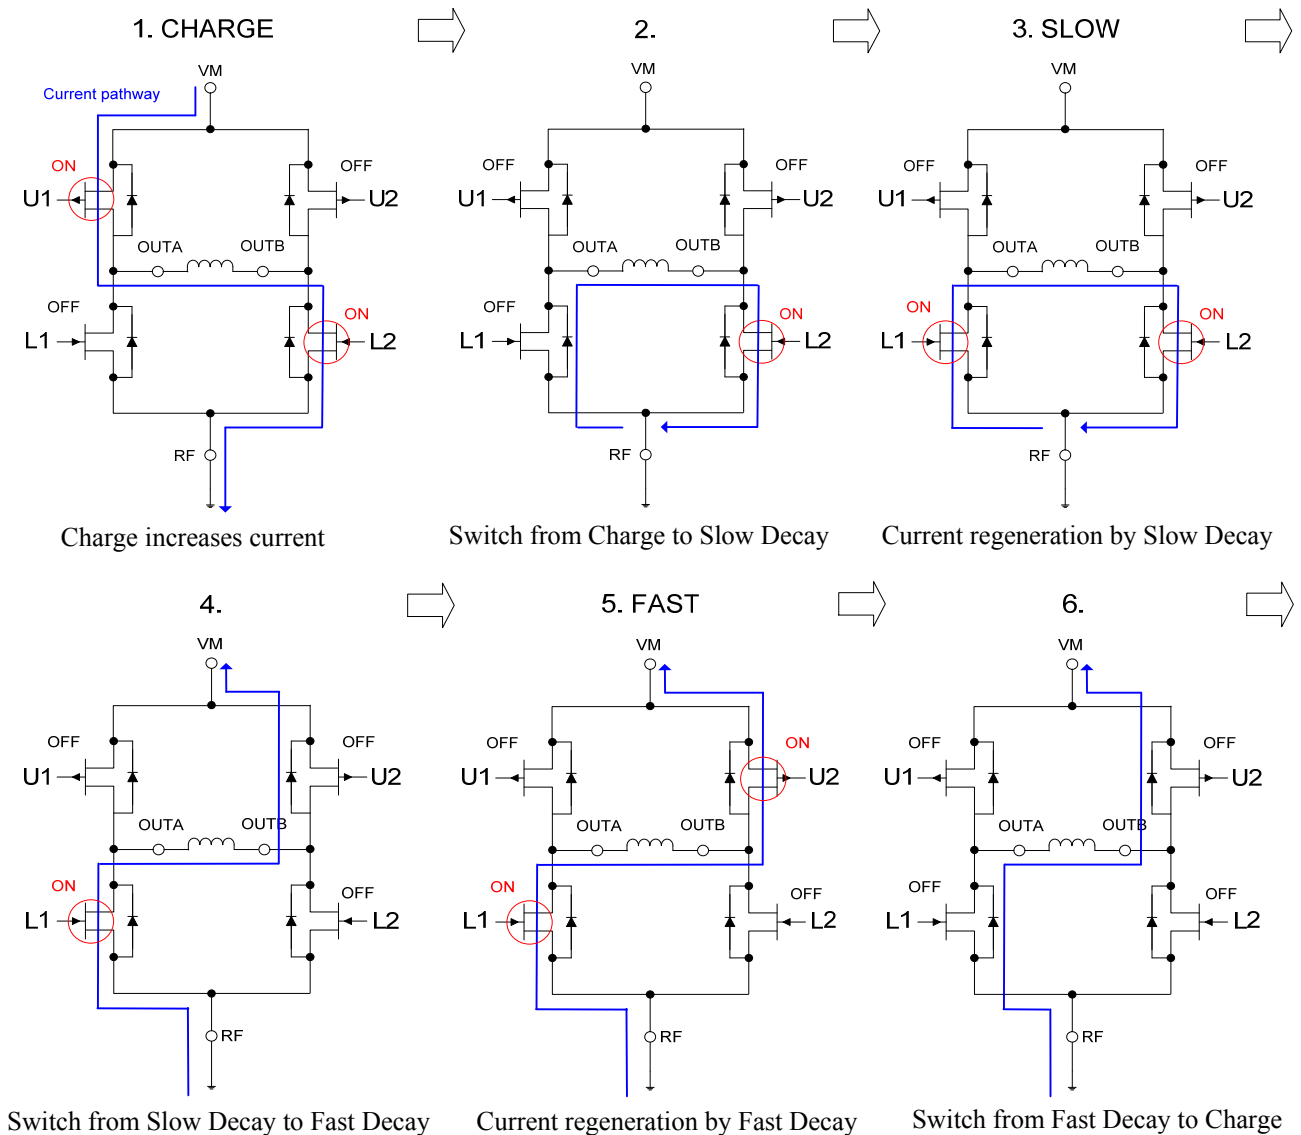 1. CHARGE
2.
3. SLOW
VM
VM
VM
Current pathway
ON
OFF
OFF
OFF
OFF
OFF
U1
U2
U1
U2
U1
U2
OUTA
OUTB
OUTA
OUTB
OUTA
OUTB
OFF
ON
OFF
ON
ON
ON
L1
L2
L1
L2
L1
L2
RF
RF
RF
Charge increases current
Switch from Charge to Slow Decay
Current regeneration by Slow Decay
4.
5. FAST
6.
VM
VM
VM
OFF
OFF
OFF
ON
OFF
OFF
U1
U2
U1
U2
U1
U2
OUTA
OUTB
OUTA
OUTB
OUTA
OUTB
ON
OFF
ON
OFF
OFF
OFF
L1
L2
L1
L2
L1
L2
RF
RF
RF
Switch from Slow Decay to Fast Decay
Current regeneration by Fast Decay
Switch from Fast Decay to Charge